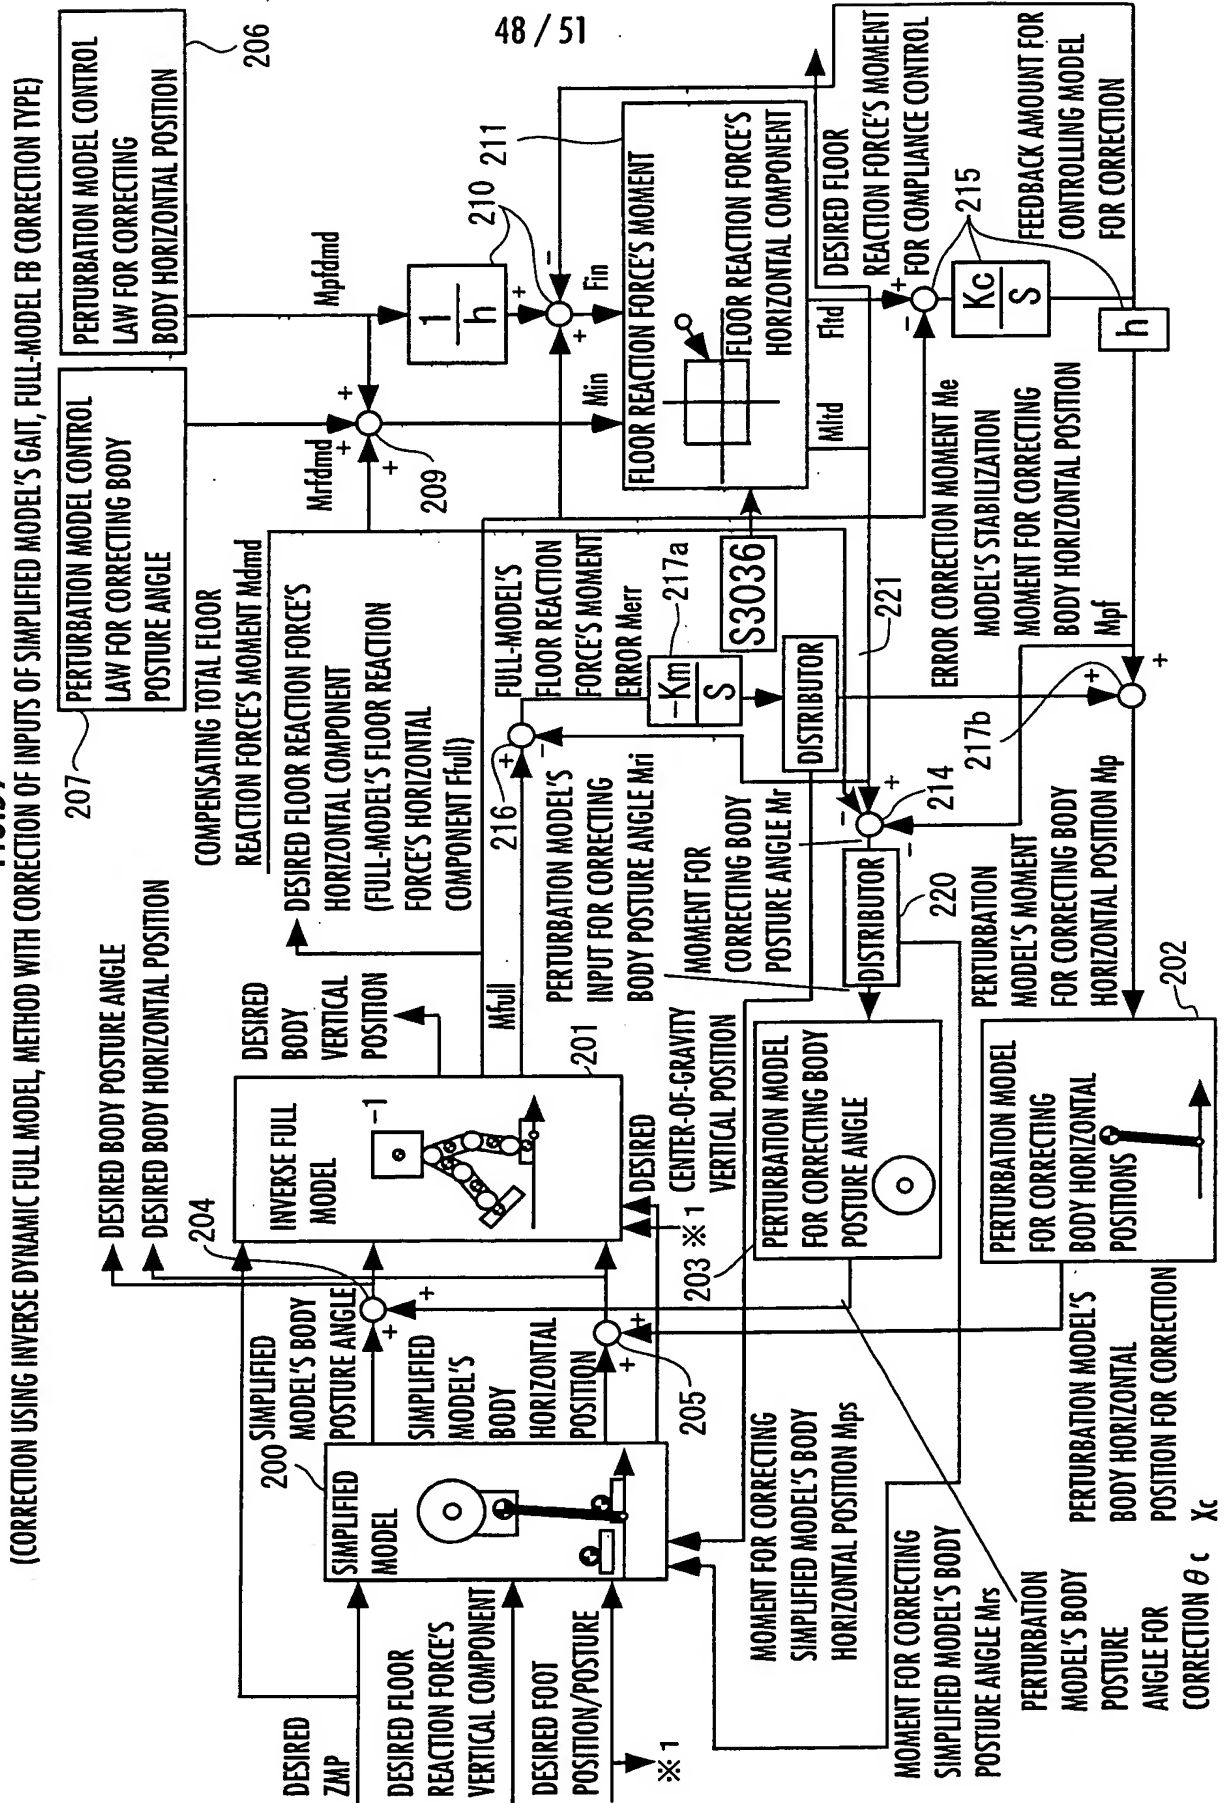 48 / 51
(CORRECTION USING INVERSE DYNAMIC FULL MODEL, METHOD WITH CORRECTION OF INPUTS OF SIMPLIFIED MODEL'S GAIT, FULL-MODEL FB CORRECTION TYPE)
PERTURBATION MODEL CONTROL
LAW FOR CORRECTING BODY
POSTURE ANGLE
207
PERTURBATION MODEL CONTROL
LAW FOR CORRECTING
BODY HORIZONTAL POSITION
206
DESIRED BODY POSTURE ANGLE
DESIRED BODY HORIZONTAL POSITION
COMPENSATING TOTAL FLOOR
REACTION FORCE'S MOMENT Mdmd
Mrfdmd
Mpfdmd
+
+
+
209
1
h
210
+
+
-
Min
Fin
DESIRED FLOOR REACTION FORCE'S
HORIZONTAL COMPONENT
(FULL-MODEL'S FLOOR REACTION
FORCE'S HORIZONTAL
COMPONENT Ffull)
DESIRED
BODY
VERTICAL
POSITION
FLOOR REACTION FORCE'S MOMENT
FLOOR REACTION FORCE'S
HORIZONTAL COMPONENT
211
S3036
Mltd
Fltd
DESIRED FLOOR
REACTION FORCE'S MOMENT
FOR COMPLIANCE CONTROL
+
-
Kc
S
215
h
FEEDBACK AMOUNT FOR
CONTROLLING MODEL
FOR CORRECTION
Mfull
216
+
-
FULL-MODEL'S
FLOOR REACTION
FORCE'S MOMENT
ERROR Merr
-Km
S
217a
DISTRIBUTOR
221
ERROR CORRECTION MOMENT Me
MODEL'S STABILIZATION
MOMENT FOR CORRECTING
BODY HORIZONTAL POSITION
Mpf
+
+
217b
PERTURBATION MODEL'S
INPUT FOR CORRECTING
BODY POSTURE ANGLE Mri
MOMENT FOR
CORRECTING BODY
POSTURE ANGLE Mr
-
+
-
214
DISTRIBUTOR
220
PERTURBATION
MODEL'S MOMENT
FOR CORRECTING BODY
HORIZONTAL POSITION Mp
204
INVERSE FULL
MODEL
-1
201
DESIRED
CENTER-OF-GRAVITY
VERTICAL POSITION
※1
203
PERTURBATION MODEL
FOR CORRECTING BODY
POSTURE ANGLE
202
PERTURBATION MODEL
FOR CORRECTING
BODY HORIZONTAL
POSITIONS
SIMPLIFIED
MODEL'S BODY
POSTURE ANGLE
+
+
SIMPLIFIED
MODEL'S
BODY
HORIZONTAL
POSITION
+
+
205
200
SIMPLIFIED
MODEL
DESIRED
ZMP
DESIRED FLOOR
REACTION FORCE'S
VERTICAL COMPONENT
DESIRED FOOT
POSITION/POSTURE
※1
MOMENT FOR CORRECTING
SIMPLIFIED MODEL'S BODY
HORIZONTAL POSITION Mps
MOMENT FOR CORRECTING
SIMPLIFIED MODEL'S BODY
POSTURE ANGLE Mrs
PERTURBATION
MODEL'S BODY
POSTURE
ANGLE FOR
CORRECTION θc
PERTURBATION MODEL'S
BODY HORIZONTAL
POSITION FOR CORRECTION
Xc